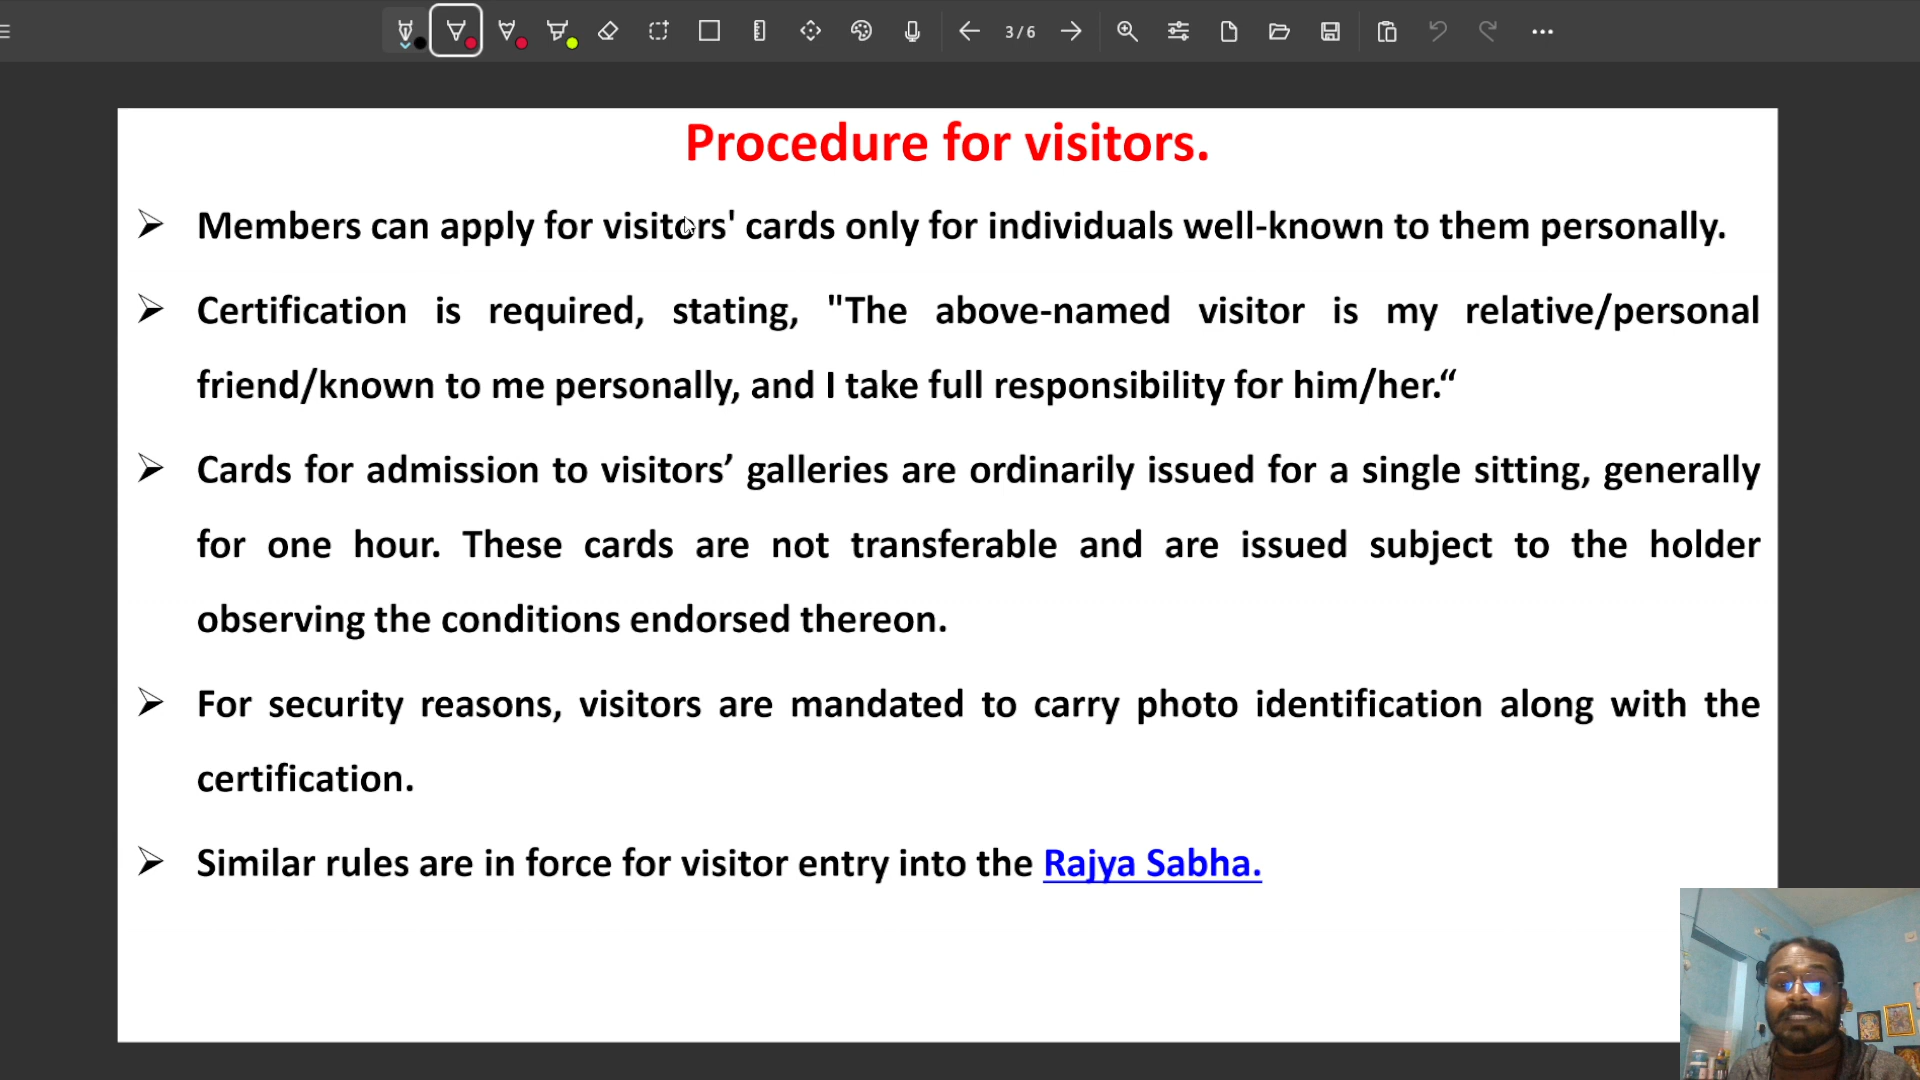 3/6
Procedure for visitors.
Members can apply for visitors' cards only for individuals well-known to them personally.
Certification is required, stating, "The above-named visitor is my relative/personal
friend/known to me personally, and I take full responsibility for him/her.“
Cards for admission to visitors’ galleries are ordinarily issued for a single sitting, generally
for one hour. These cards are not transferable and are issued subject to the holder
observing the conditions endorsed thereon.
For security reasons, visitors are mandated to carry photo identification along with the
certification.
Similar rules are in force for visitor entry into the Rajya Sabha.